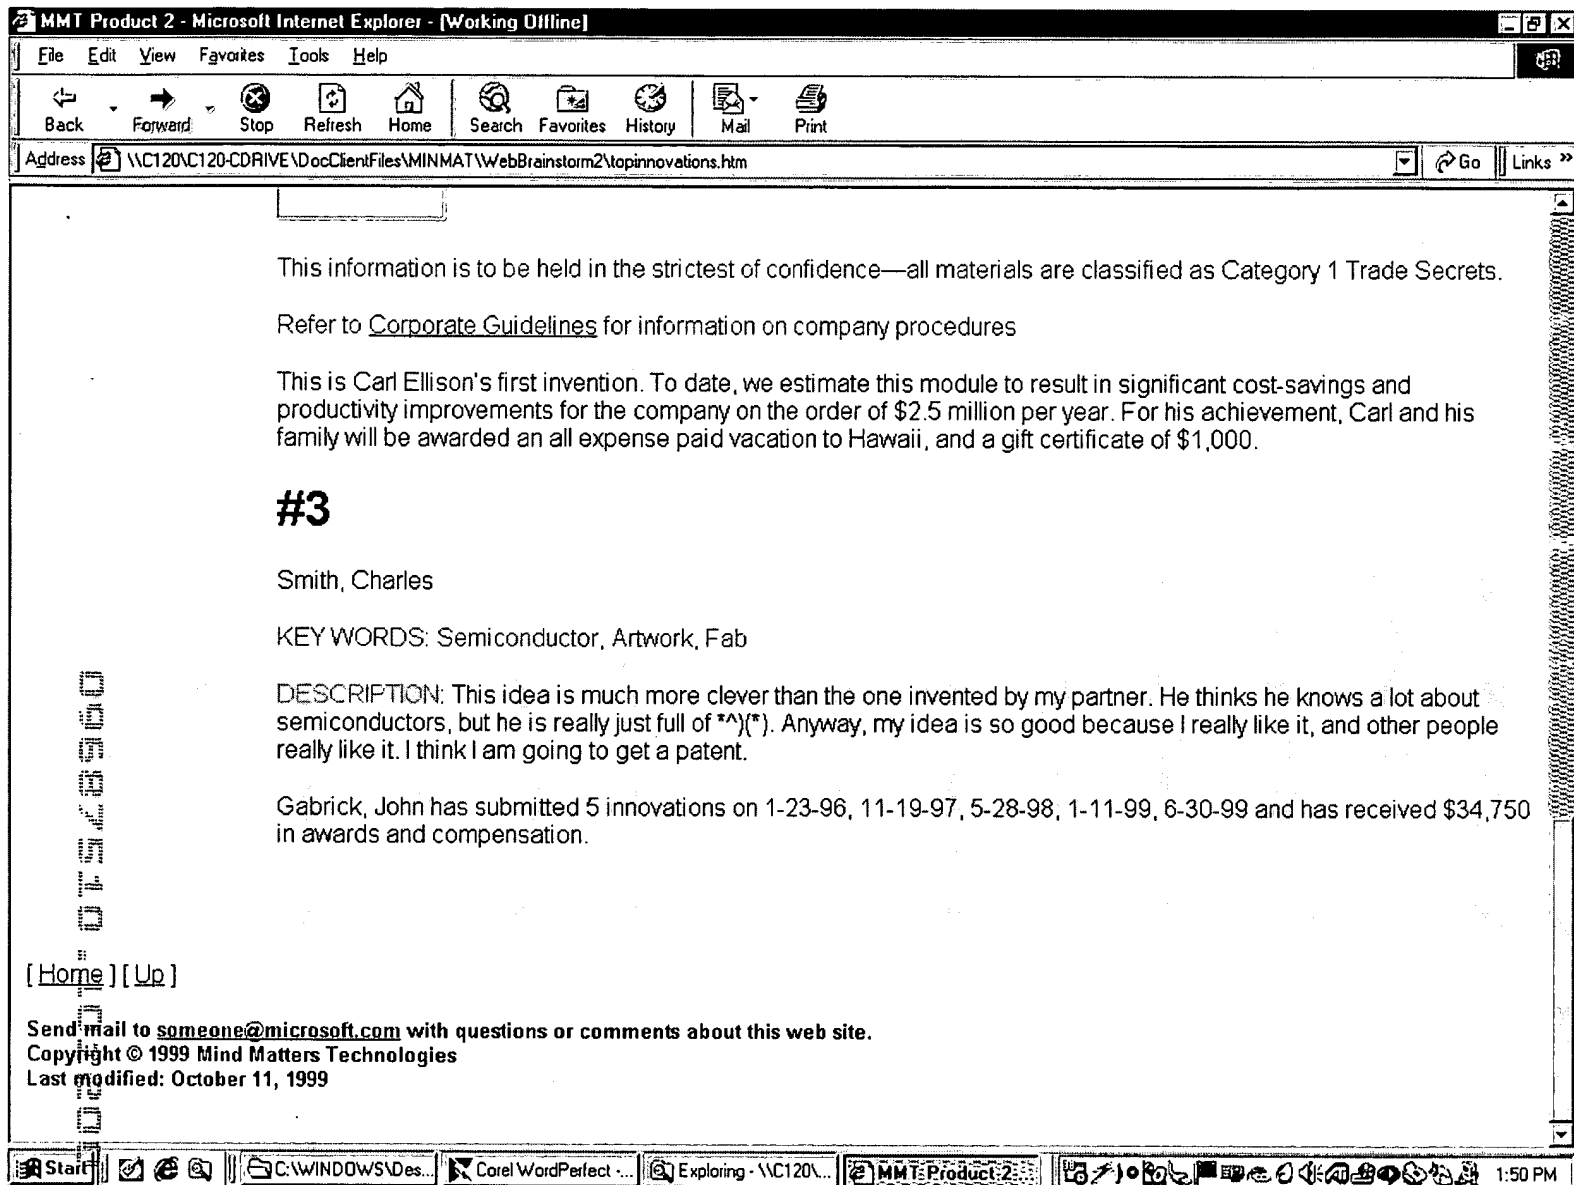 MMT Product 2 - Microsoft Internet Explorer - [Working Offline]
File Edit View Favorites Tools Help
Back Forward Stop Refresh Home Search Favorites History Mail Print
Address \\C120\C120-CDRIVE\DocClientFiles\MINMAT\WebBrainstorm2\topinnovations.htm Go Links »
This information is to be held in the strictest of confidence—all materials are classified as Category 1 Trade Secrets.
Refer to Corporate Guidelines for information on company procedures
This is Carl Ellison's first invention. To date, we estimate this module to result in significant cost-savings and
productivity improvements for the company on the order of $2.5 million per year. For his achievement, Carl and his
family will be awarded an all expense paid vacation to Hawaii, and a gift certificate of $1,000.
#3
Smith, Charles
KEY WORDS: Semiconductor, Artwork, Fab
DESCRIPTION: This idea is much more clever than the one invented by my partner. He thinks he knows a lot about
semiconductors, but he is really just full of *^)(*). Anyway, my idea is so good because I really like it, and other people
really like it. I think I am going to get a patent.
Gabrick, John has submitted 5 innovations on 1-23-96, 11-19-97, 5-28-98, 1-11-99, 6-30-99 and has received $34,750
in awards and compensation.
[ Home ] [ Up ]
Send mail to someone@microsoft.com with questions or comments about this web site.
Copyright © 1999 Mind Matters Technologies
Last modified: October 11, 1999
Start C:\WINDOWS\Des... Corel WordPerfect -... Exploring - \\C120\... MMT Product 2... 1:50 PM